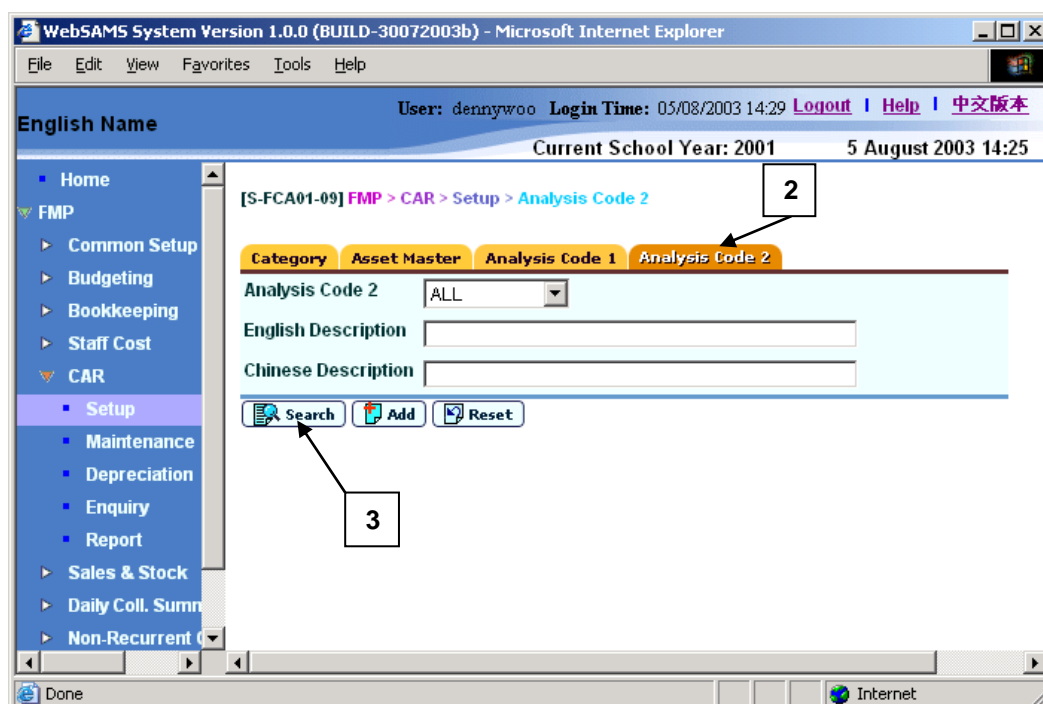 WebSAMS System Version 1.0.0 (BUILD-30072003b) - Microsoft Internet Explorer
File Edit View Favorites Tools Help
User: dennywoo Login Time: 05/08/2003 14:29 Logout | Help | 中文版本
English Name
Current School Year: 2001 5 August 2003 14:25
Home
FMP
Common Setup
Budgeting
Bookkeeping
Staff Cost
CAR
Setup
Maintenance
Depreciation
Enquiry
Report
Sales & Stock
Daily Coll. Summ
Non-Recurrent
[S-FCA01-09] FMP > CAR > Setup > Analysis Code 2
2
Category Asset Master Analysis Code 1 Analysis Code 2
Analysis Code 2 ALL
English Description
Chinese Description
Search Add Reset
3
Done Internet